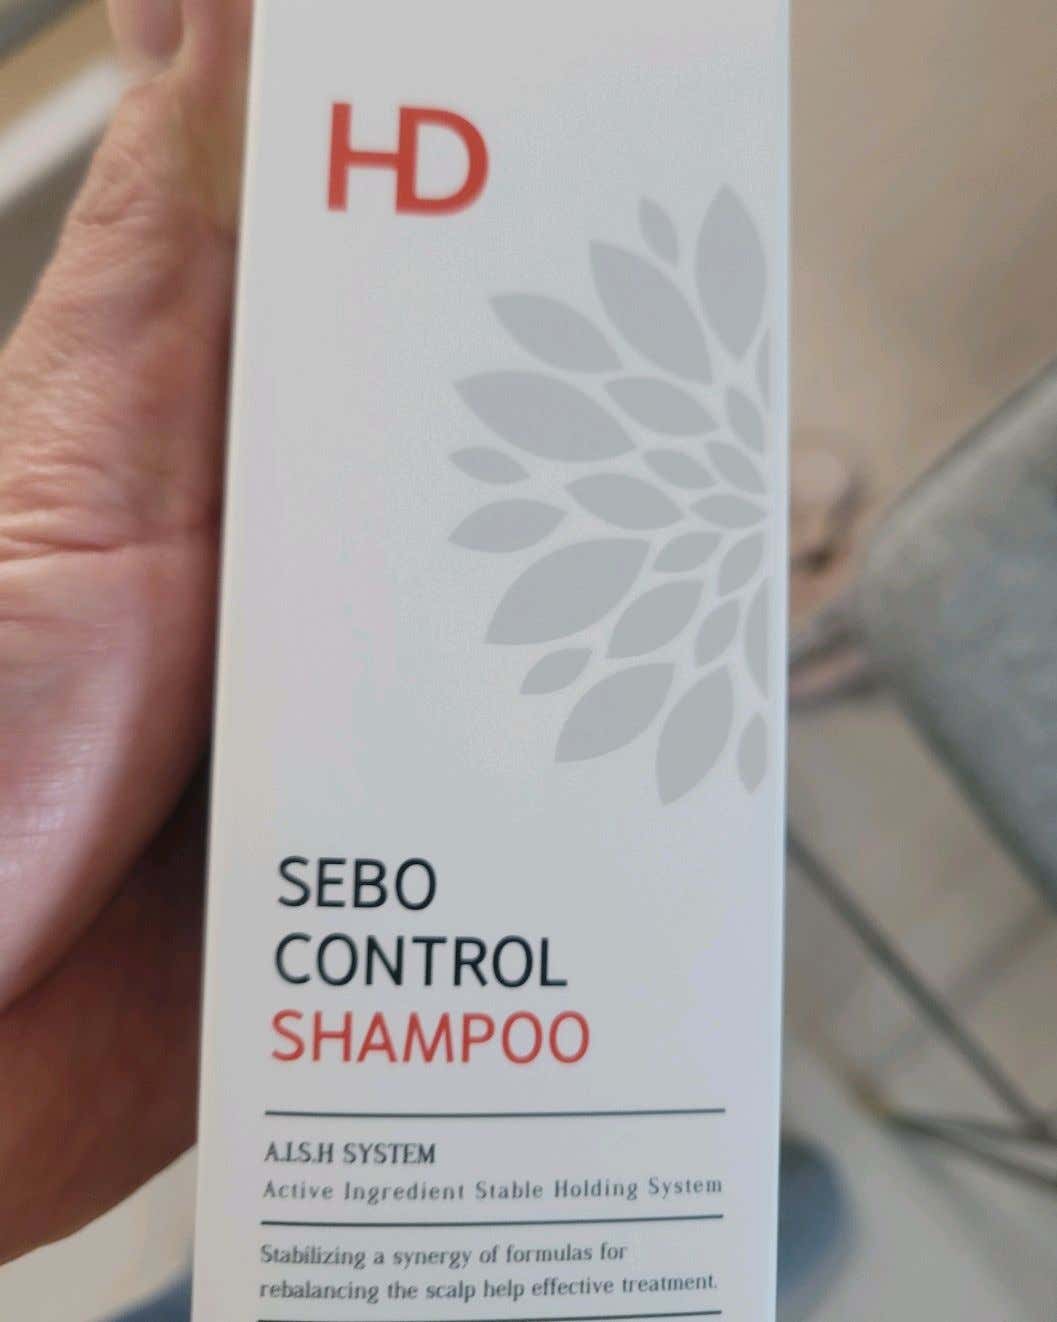 HD
SEBO
CONTROL
SHAMPOO
A.I.S.H SYSTEM
Active Ingredient Stable Holding System
Stabilizing a synergy of formulas for
rebalancing the scalp help effective treatment.